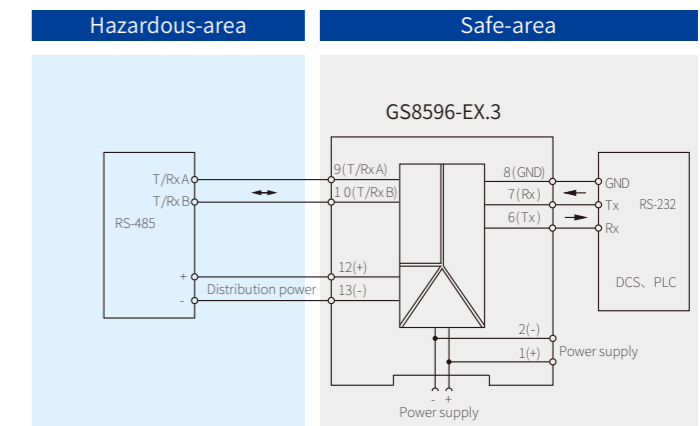 Hazardous-area
Safe-area
GS8596-EX.3
T/RxA
T/RxB
RS-485
+
-
Distribution power
9(T/RxA)
10(T/RxB)
12(+)
13(-)
8(GND)
7(Rx)
6(Tx)
GND
Tx
Rx
RS-232
DCS、PLC
2(-)
1(+)
Power supply
- +
Power supply